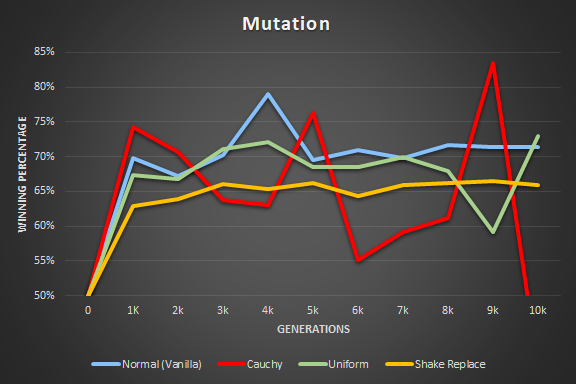 Mutation
85%
80%
75%
70%
65%
60%
55%
50%
WINNING PERCENTAGE
0 1k 2k 3k 4k 5k 6k 7k 8k 9k 10k
GENERATIONS
Normal (Vanilla) Cauchy Uniform Shake Replace